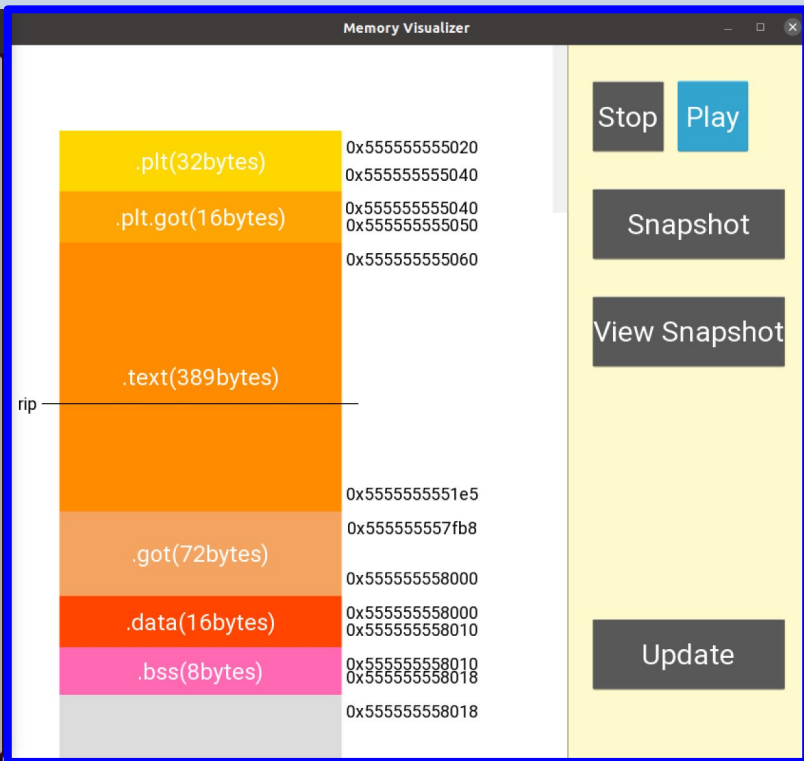 Memory Visualizer
.plt(32bytes)
0x555555555020
0x555555555040
.plt.got(16bytes)
0x555555555040
0x555555555050
0x555555555060
.text(389bytes)
rip
0x5555555551e5
.got(72bytes)
0x555555557fb8
0x555555558000
.data(16bytes)
0x555555558000
0x555555558010
.bss(8bytes)
0x555555558010
0x555555558018
0x555555558018
Stop
Play
Snapshot
View Snapshot
Update